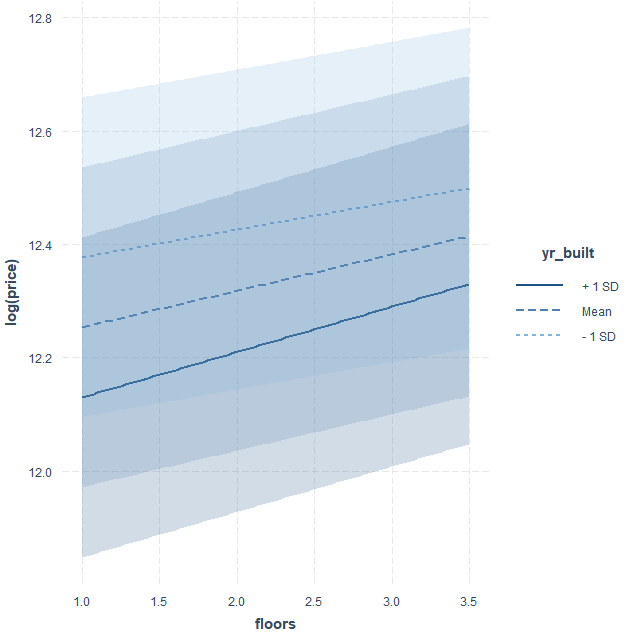 12.8
12.6
12.4
12.2
12.0
log(price)
1.0 1.5 2.0 2.5 3.0 3.5
floors
yr_built
+ 1 SD
Mean
- 1 SD